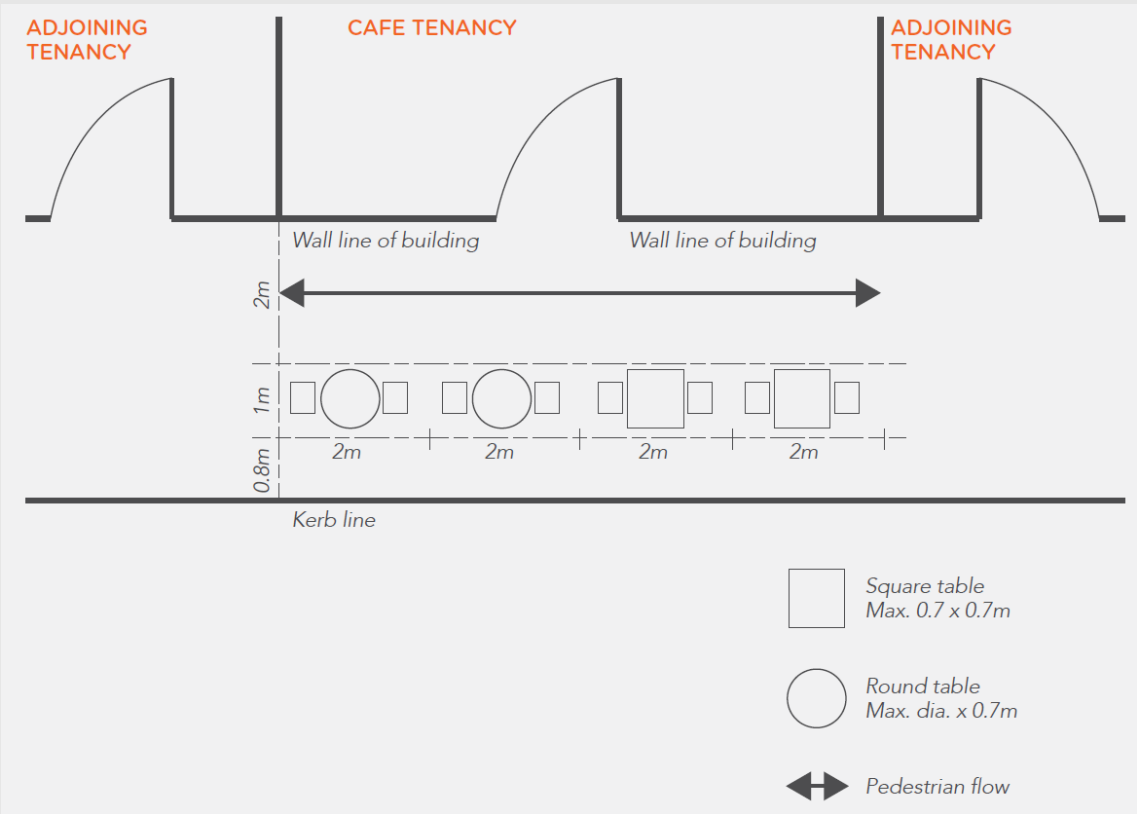 ADJOINING
TENANCY
CAFE TENANCY
ADJOINING
TENANCY
Wall line of building
Wall line of building
2m
1m
0.8m
2m
2m
2m
2m
Kerb line
Square table
Max. 0.7 x 0.7m
Round table
Max. dia. x 0.7m
Pedestrian flow